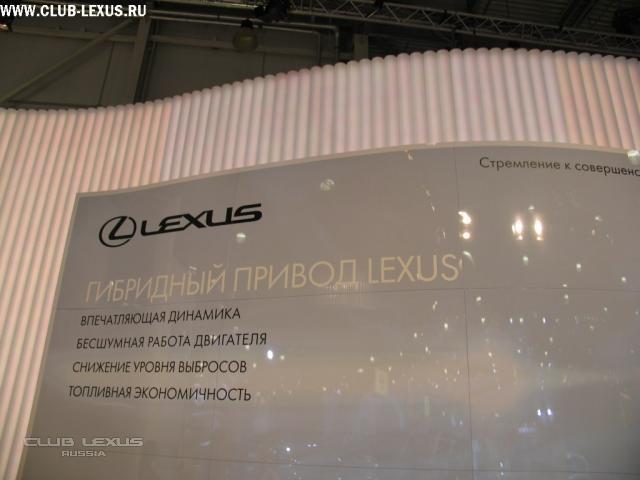 WWW.CLUB-LEXUS.RU
Стремление к
LEXUS
ГИБРИДНЫЙ ПРИВОД LEXUS
ВПЕЧАТЛЯЮЩАЯ ДИНАМИКА
БЕСШУМНАЯ РАБОТА ДВИГАТЕЛЯ
СНИЖЕНИЕ УРОВНЯ ВЫБРОСОВ
ТОПЛИВНАЯ ЭКОНОМИЧНОСТЬ
CLUB LEXUS
RUSSIA